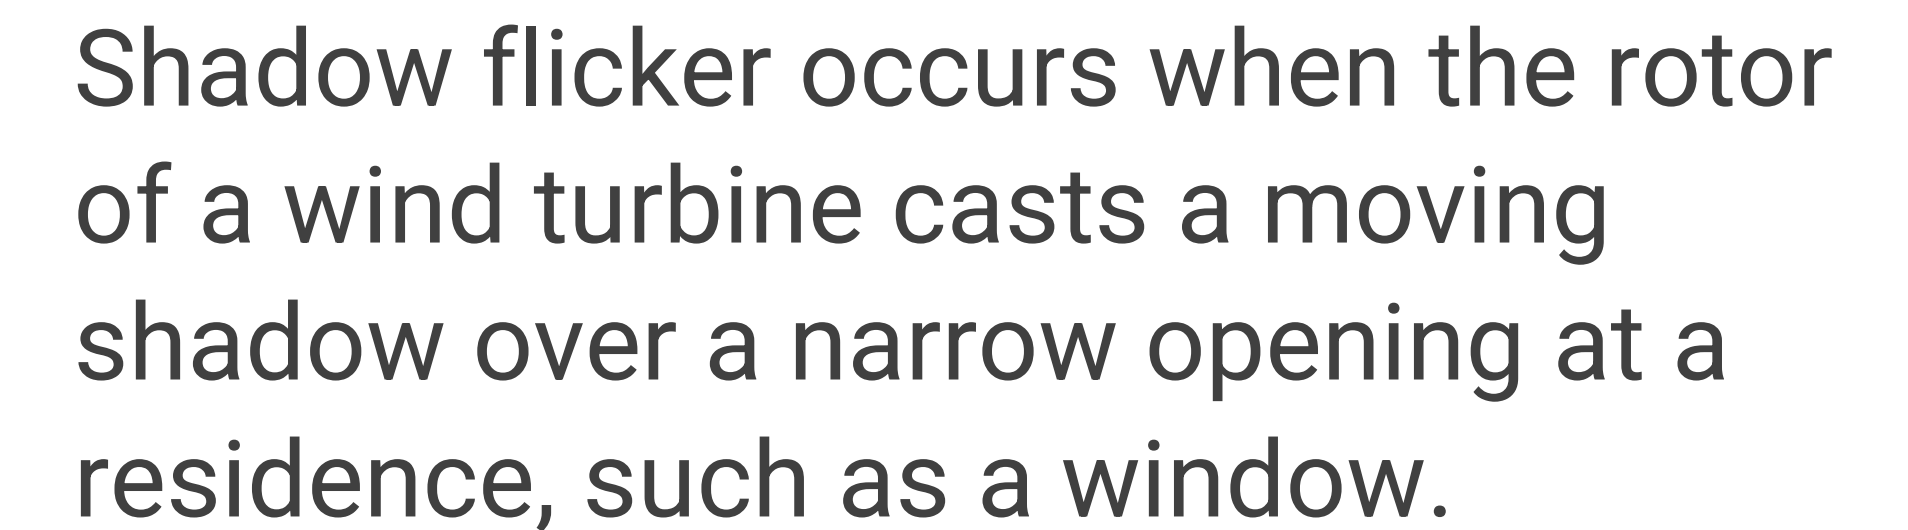 Shadow flicker occurs when the rotor
of a wind turbine casts a moving
shadow over a narrow opening at a
residence, such as a window.